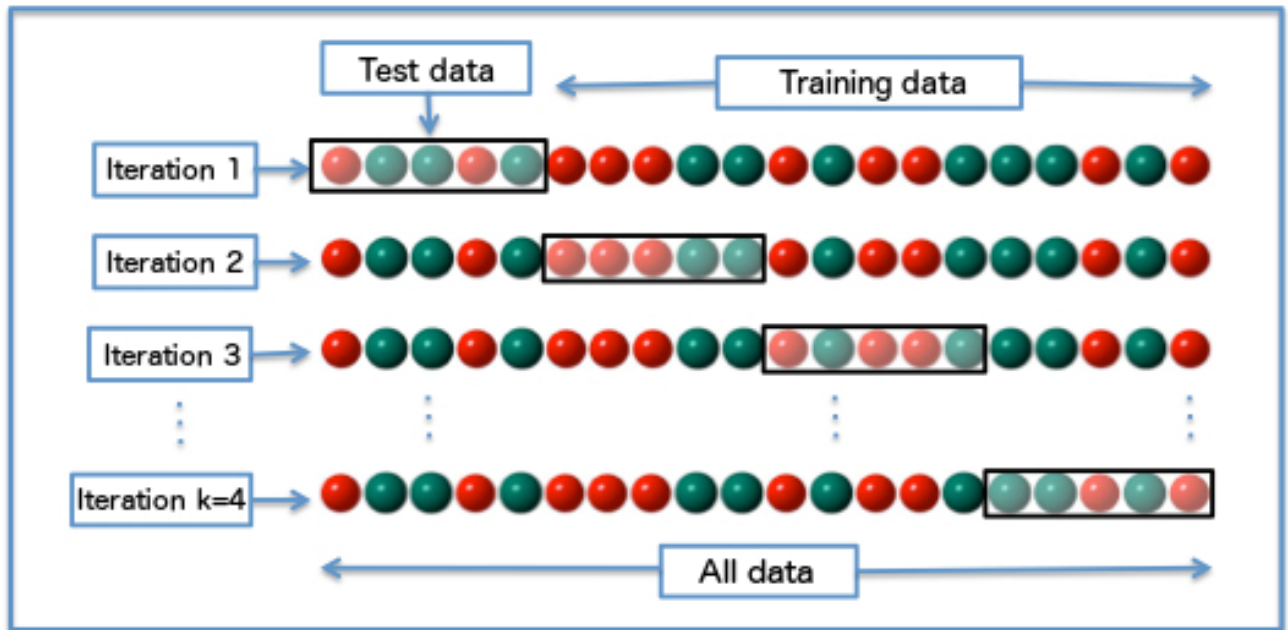 Test data
Training data
Iteration 1
Iteration 2
Iteration 3
Iteration k=4
All data